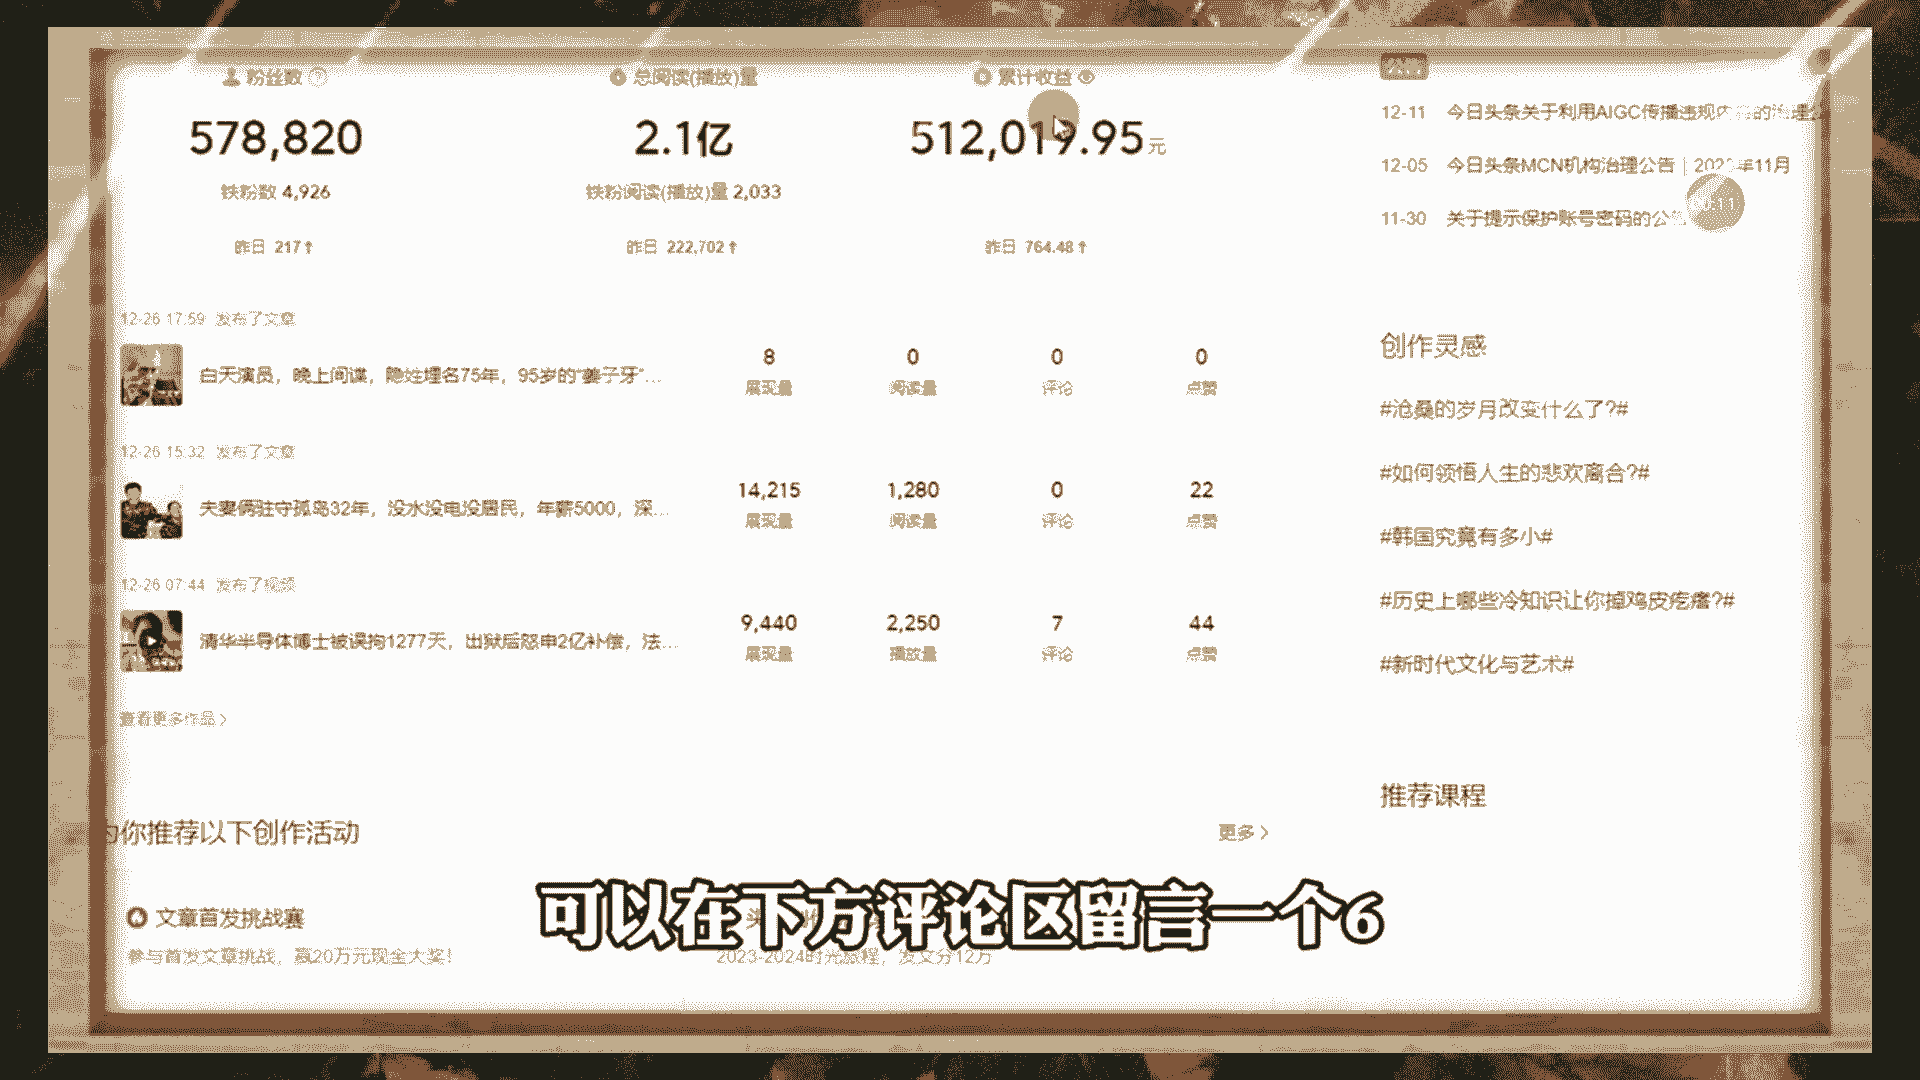 粉丝数
总阅读(播放)量
累计收益
578,820
2.1亿
512,019.95元
铁粉数 4,926
铁粉阅读(播放)量 2,033
昨日 217↑
昨日 222,702↑
昨日 764.48↑
12-26 17:59 发布了文章
白天演员，晚上间谍，隐姓埋名75年，95岁的“姜子牙”...
8
0
0
0
展现量
阅读量
评论
点赞
12-26 15:32 发布了文章
夫妻俩驻守孤岛32年，没水没电没居民，年薪5000，深...
14,215
1,280
0
22
展现量
阅读量
评论
点赞
12-26 07:44 发布了视频
清华半导体博士被误拘1277天，出狱后怒申2亿补偿，法...
9,440
2,250
7
44
展现量
播放量
评论
点赞
查看更多作品
为你推荐以下创作活动
更多
文章首发挑战赛
参与首发文章挑战，赢20万元现金大奖！
2023-2024时光旅程，发文分12万
公告
12-11 今日头条关于利用AIGC传播违规内容的治理公
12-05 今日头条MCN机构治理公告｜2023年11月
11-30 关于提示保护账号密码的公告
创作灵感
#沧桑的岁月改变什么了?#
#如何领悟人生的悲欢离合?#
#韩国究竟有多小#
#历史上哪些冷知识让你掉鸡皮疙瘩?#
#新时代文化与艺术#
推荐课程
可以在下方评论区留言一个6